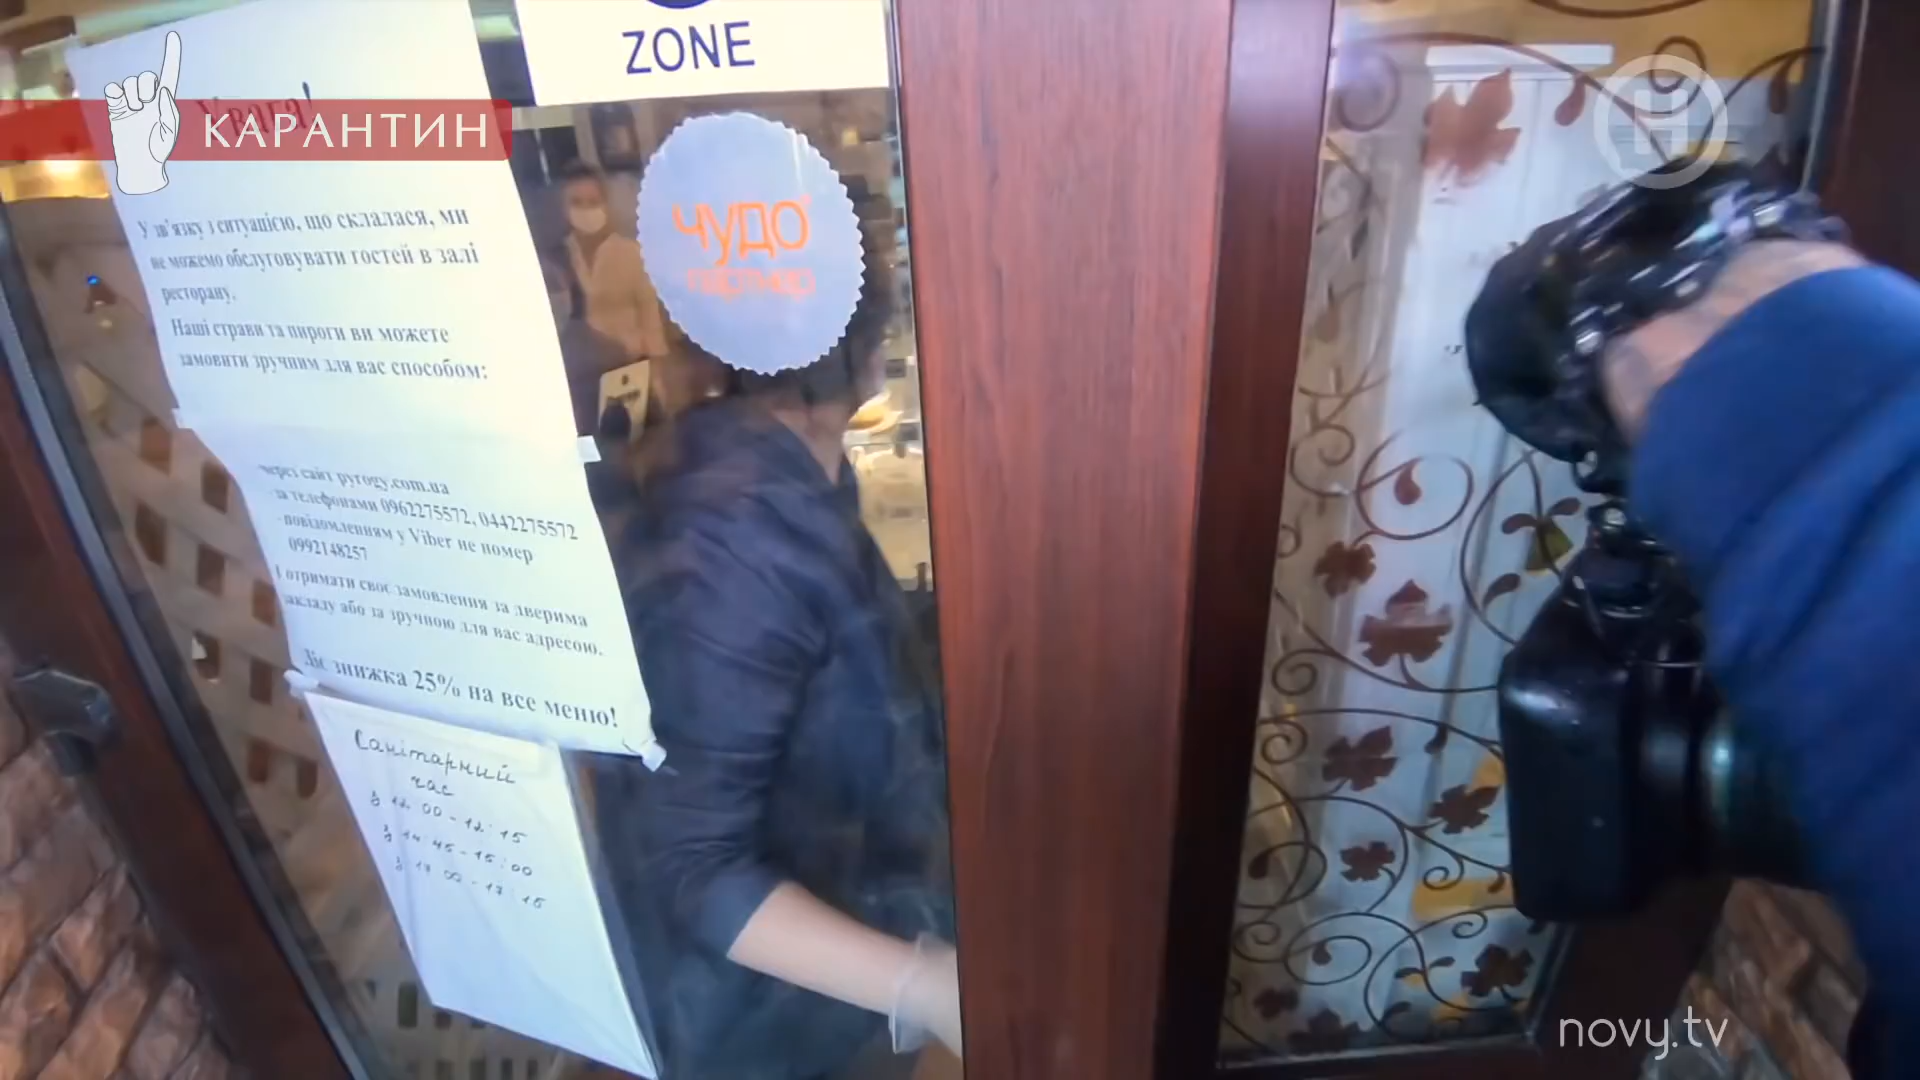 ZONE
Увага!
КАРАНТИН
Н
чудо
партнер
У зв'язку з ситуацією, що склалася, ми
не можемо обслуговувати гостей в залі
ресторану.
Наші страви та пироги ви можете
замовити зручним для вас способом:
через сайт pyrogy.com.ua
за телефонами 0962275572, 0442275572
-повідомленням у Viber не номер
0992148257
І отримати своє замовлення за дверима
закладу або за зручною для вас адресою.
Діє знижка 25% на все меню!
Санітарний
час
з 12 00 - 12:15
з 14:45 - 15:00
з 17 00 - 17:15
novy.tv